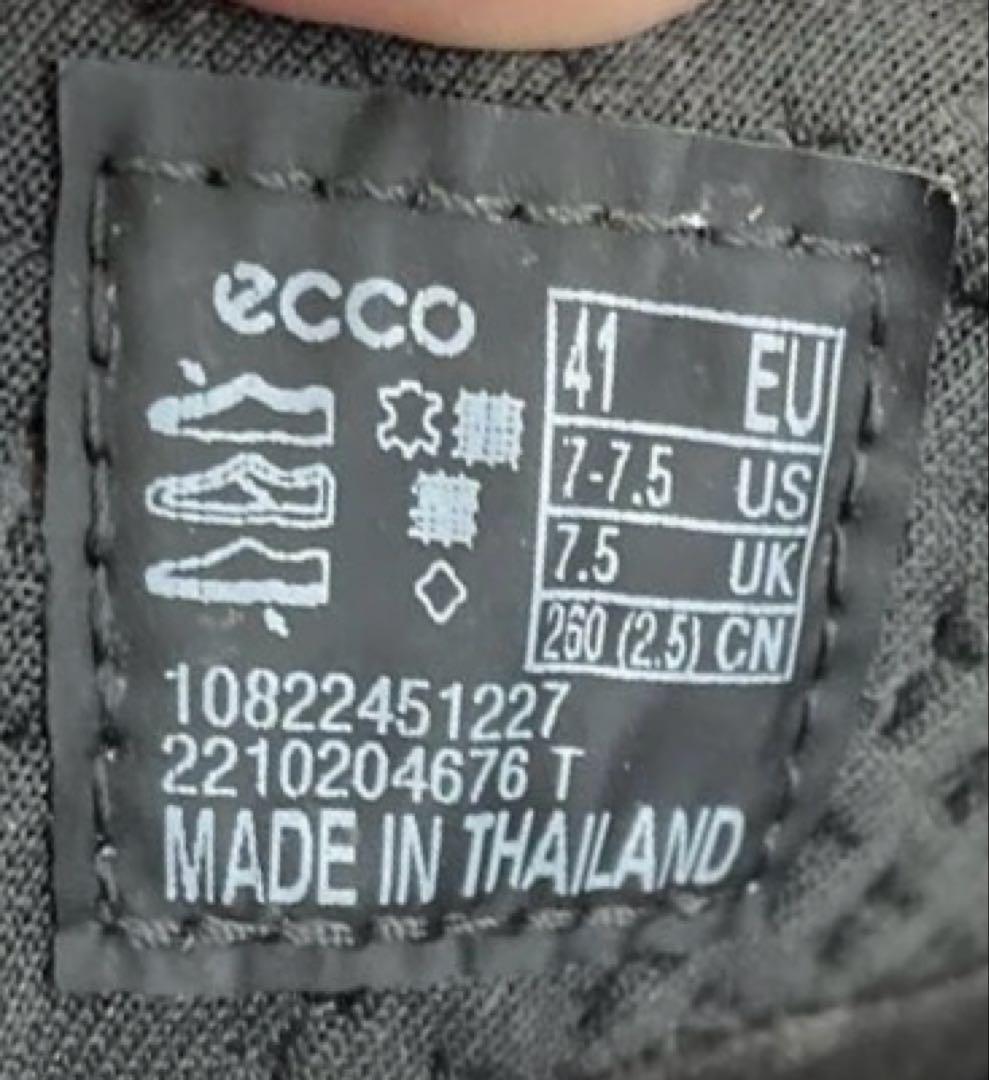 ecco
41 EU
7-7.5 US
7.5 UK
260 (2.5) CN
10822451227
2210204676 T
MADE IN THAILAND